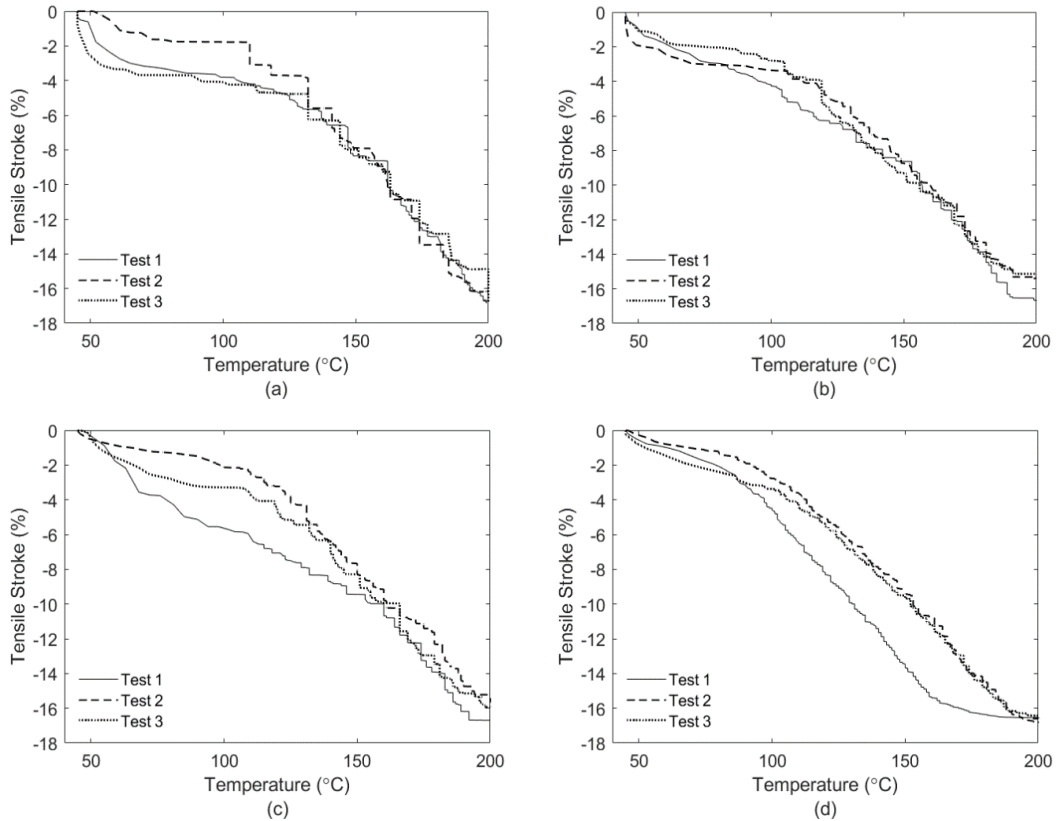 0
-2
-4
-6
-8
-10
-12
-14
-16
-18
Tensile Stroke (%)
Test 1
Test 2
Test 3
50 100 150 200
Temperature (°C)
(a)
0
-2
-4
-6
-8
-10
-12
-14
-16
-18
Tensile Stroke (%)
Test 1
Test 2
Test 3
50 100 150 200
Temperature (°C)
(b)
0
-2
-4
-6
-8
-10
-12
-14
-16
-18
Tensile Stroke (%)
Test 1
Test 2
Test 3
50 100 150 200
Temperature (°C)
(c)
0
-2
-4
-6
-8
-10
-12
-14
-16
-18
Tensile Stroke (%)
Test 1
Test 2
Test 3
50 100 150 200
Temperature (°C)
(d)